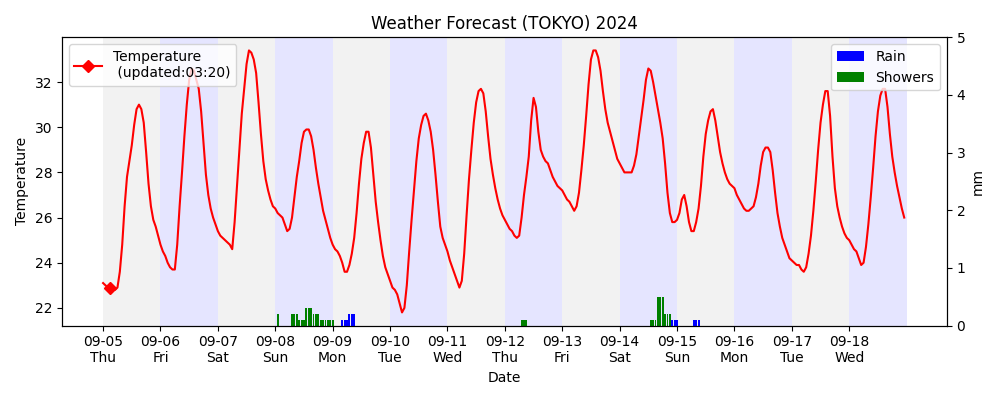 Weather Forecast (TOKYO) 2024
Temperature
(updated:03:20)
Rain
Showers
Temperature
32
30
28
26
24
22
mm
5
4
3
2
1
0
09-05 09-06 09-07 09-08 09-09 09-10 09-11 09-12 09-13 09-14 09-15 09-16 09-17 09-18
Thu Fri Sat Sun Mon Tue Wed Thu Fri Sat Sun Mon Tue Wed
Date